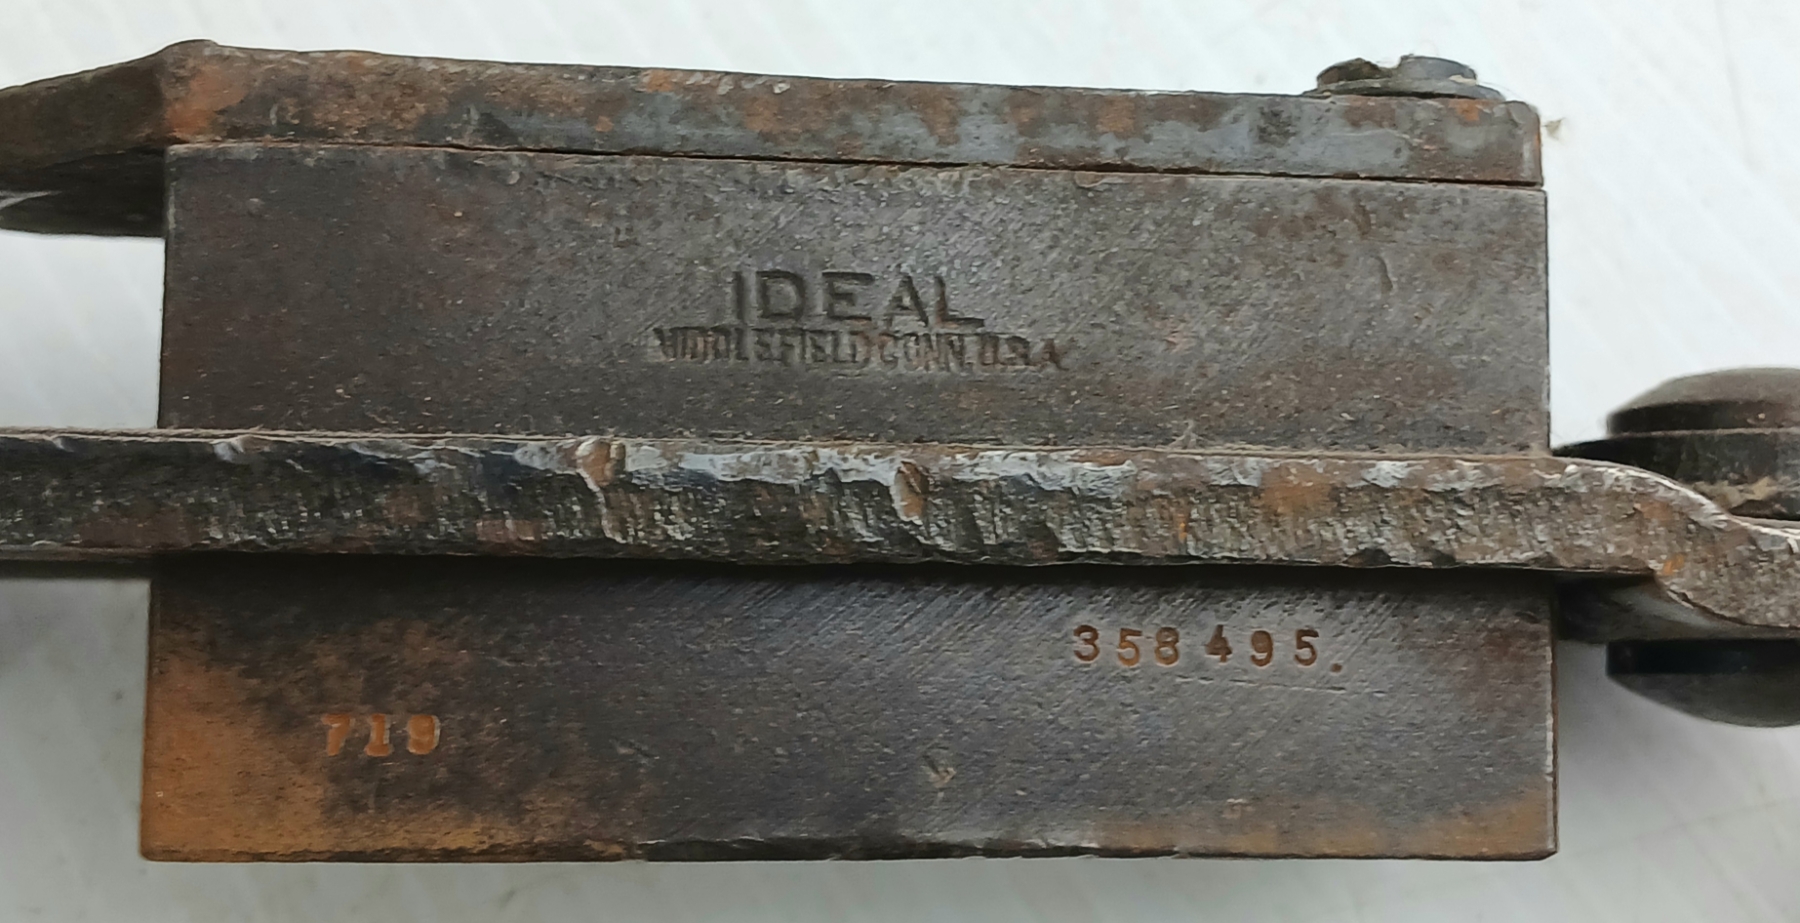 IDEAL
MIDDLEFIELD CONN. U.S.A
358495.
719